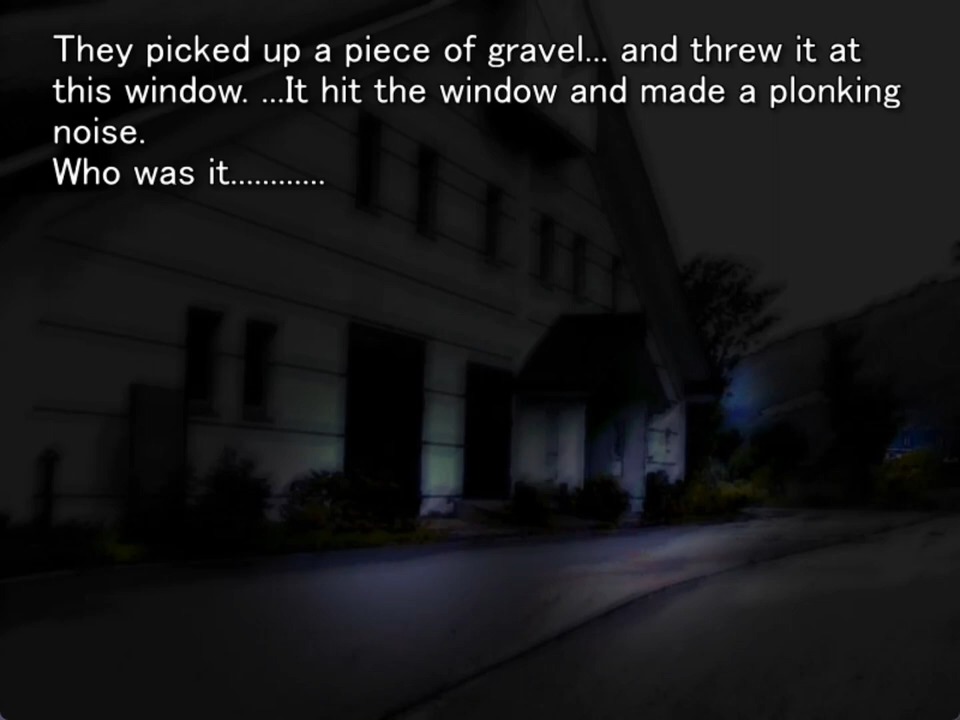 They picked up a piece of gravel... and threw it at
this window. ...It hit the window and made a plonking
noise.
Who was it............